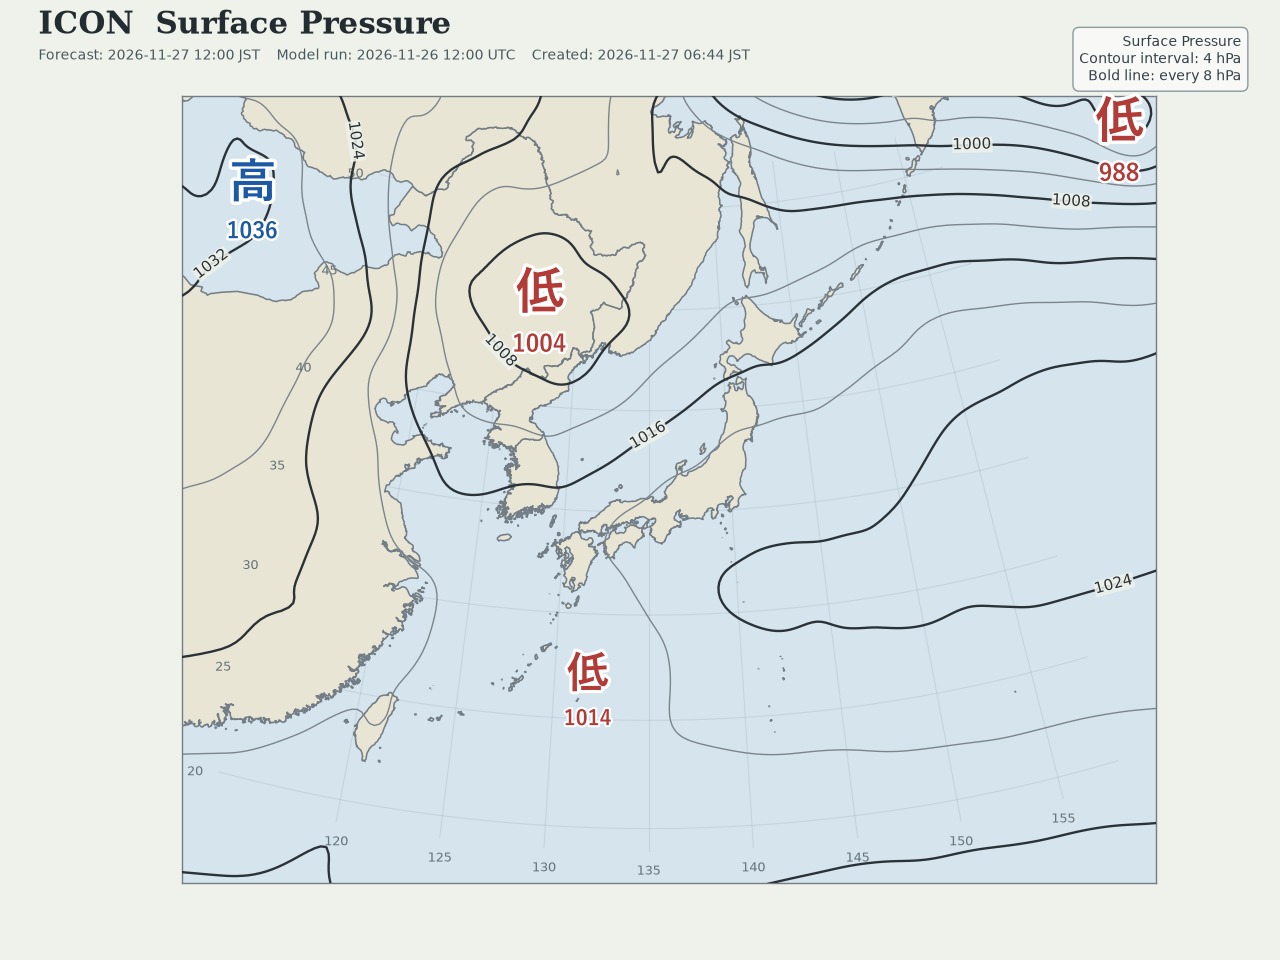 ICON  Surface Pressure
Forecast: 2026-11-27 12:00 JST    Model run: 2026-11-26 12:00 UTC    Created: 2026-11-27 06:44 JST
Surface Pressure
Contour interval: 4 hPa
Bold line: every 8 hPa
低
988
1024
1000
50
高
1036
1008
1032
45
低
1004
1008
40
1016
35
30
1024
25
低
1014
20
120
125
130
135
140
145
150
155